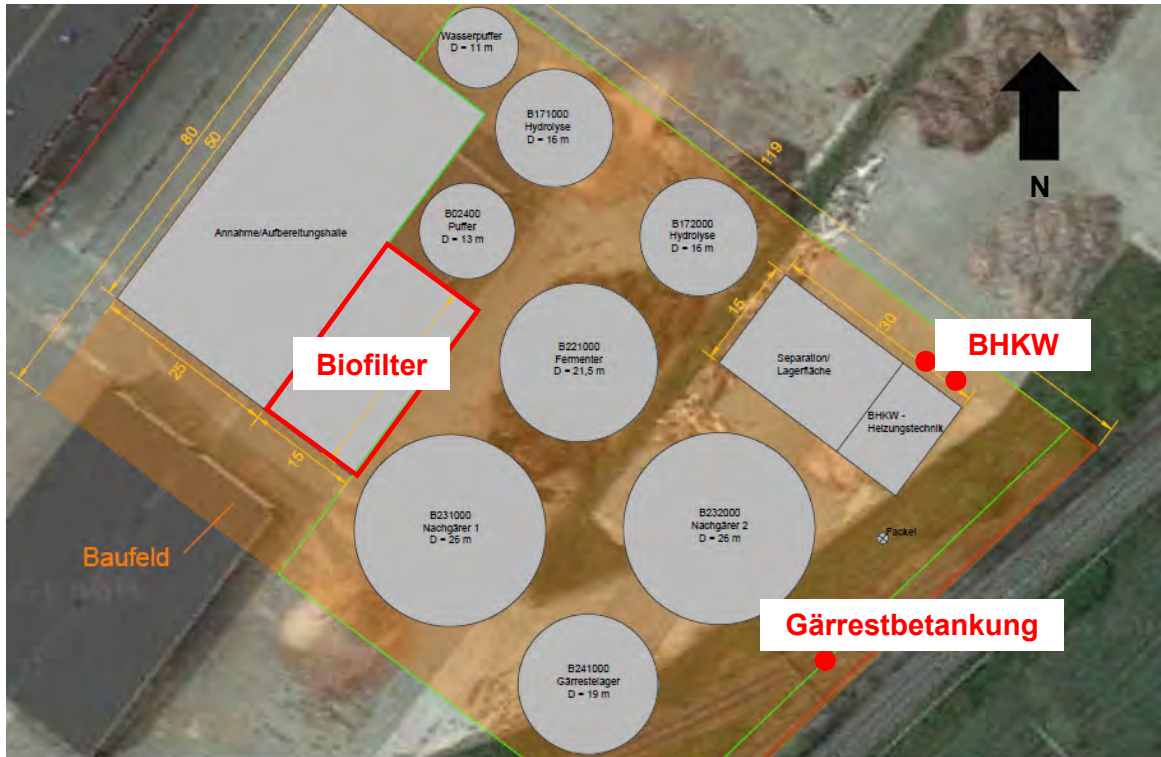 Wasserpuffer
D = 11 m
B171000
Hydrolyse
D = 16 m
80
50
119
N
B02400
Puffer
D = 13 m
B172000
Hydrolyse
D = 16 m
Annahme/Aufbereitungshalle
15
30
BHKW
B221000
Fermenter
D = 21,5 m
Separation/
Lagerfläche
Biofilter
25
BHKW -
Heizungstechnik
15
B231000
Nachgärer 1
D = 26 m
B232000
Nachgärer 2
D = 26 m
Fackel
Baufeld
Gärrestbetankung
B241000
Gärrestelager
D = 19 m